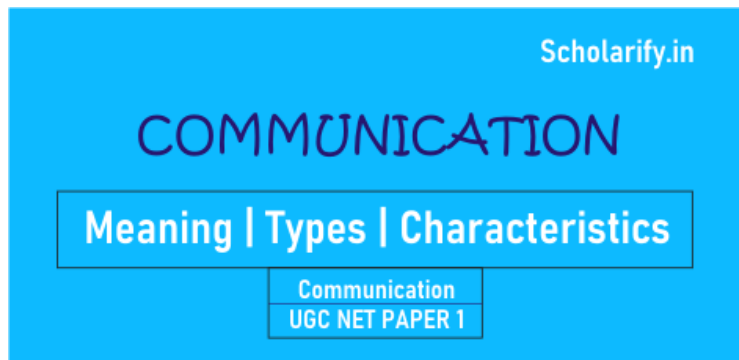 Scholarify.in
COMMUNICATION
Meaning | Types | Characteristics
Communication
UGC NET PAPER 1